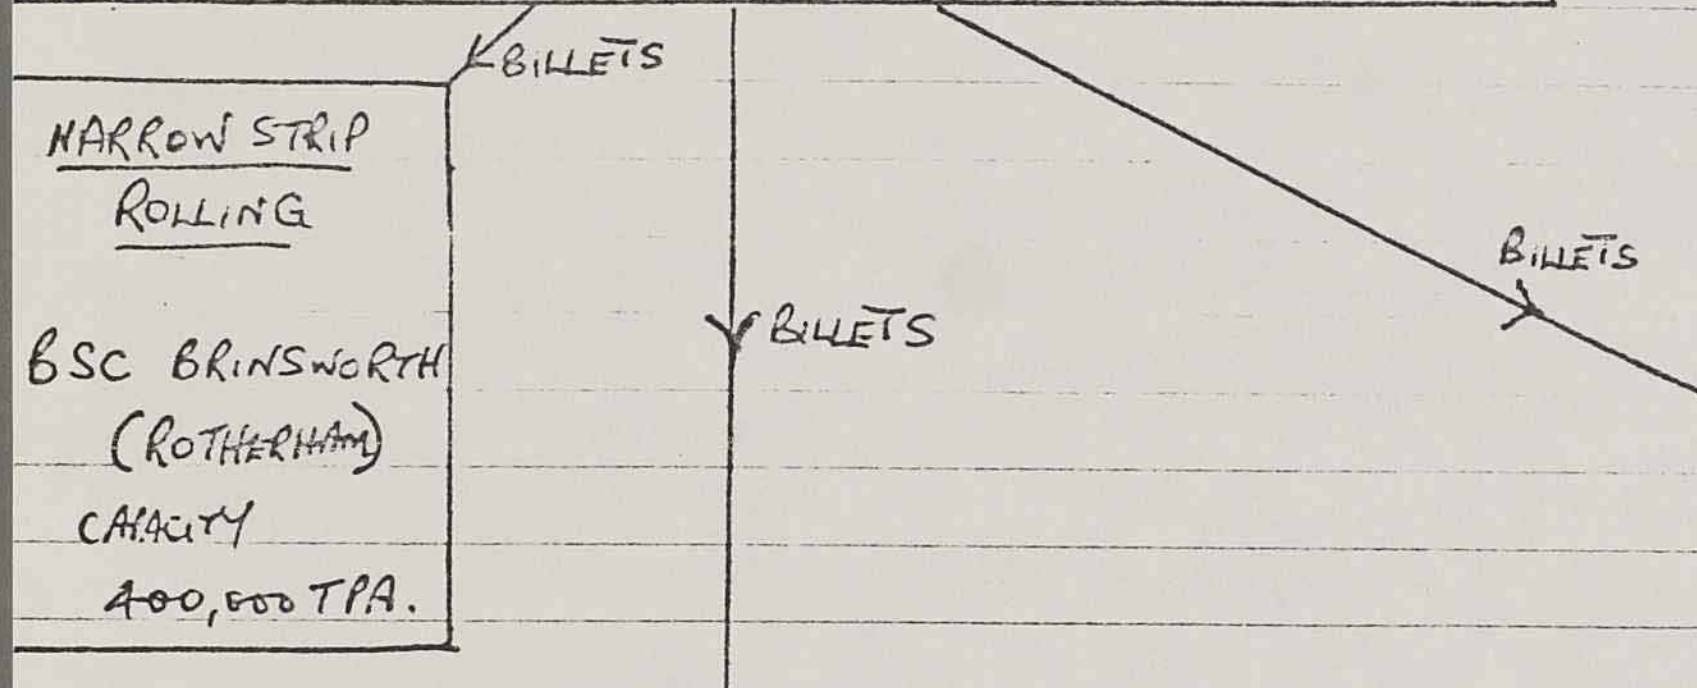 BILLETS
NARROW STRIP
ROLLING
BILLETS
BILLETS
BSC BRINSWORTH
(ROTHERHAM)
CAPACITY
400,000 TPA.